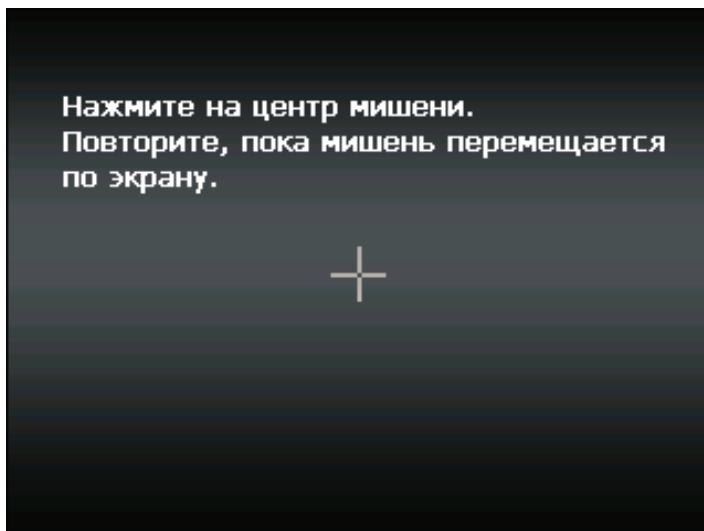 Нажмите на центр мишени.
Повторите, пока мишень перемещается
по экрану.